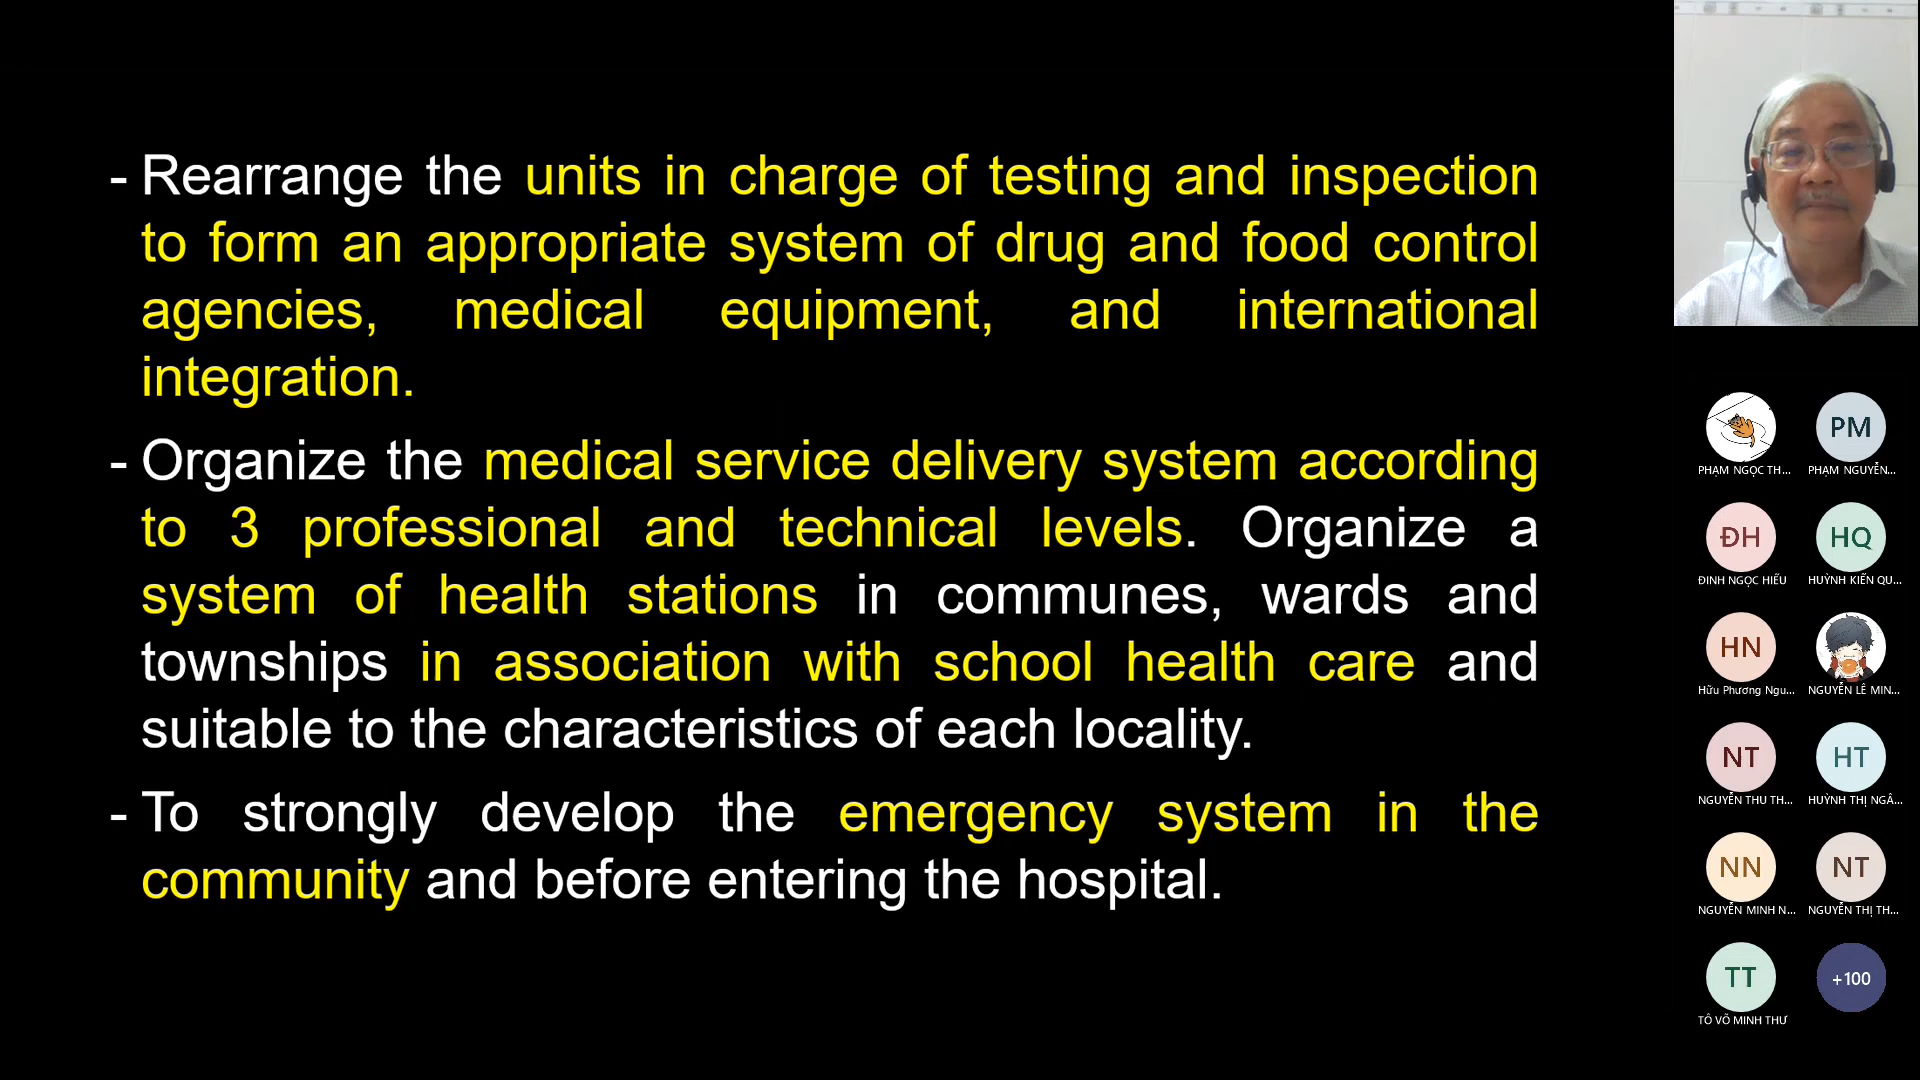 - Rearrange the units in charge of testing and inspection
to form an appropriate system of drug and food control
agencies, medical equipment, and international
integration.
- Organize the medical service delivery system according
to 3 professional and technical levels. Organize a
system of health stations in communes, wards and
townships in association with school health care and
suitable to the characteristics of each locality.
- To strongly develop the emergency system in the
community and before entering the hospital.
PM
PHẠM NGỌC TH... PHẠM NGUYỄN...
ĐH HQ
ĐINH NGỌC HIẾU HUỲNH KIẾN QU...
HN
Hữu Phương Ngu... NGUYỄN LÊ MIN...
NT HT
NGUYỄN THU TH... HUỲNH THỊ NGÂ...
NN NT
NGUYỄN MINH N... NGUYỄN THỊ TH...
TT +100
TÔ VÕ MINH THƯ